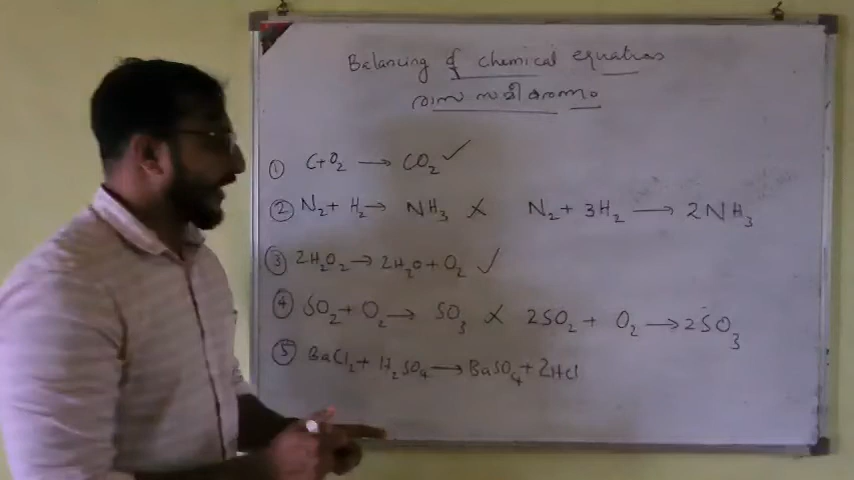 Balancing of chemical equations
രാസ സമീകരണം
① C+O₂ → CO₂ ✓
② N₂ + H₂ → NH₃ ✗ N₂ + 3H₂ → 2NH₃
③ 2H₂O₂ → 2H₂O + O₂ ✓
④ SO₂ + O₂ → SO₃ ✗ 2SO₂ + O₂ → 2SO₃
⑤ BaCl₂ + H₂SO₄ → BaSO₄ + 2HCl